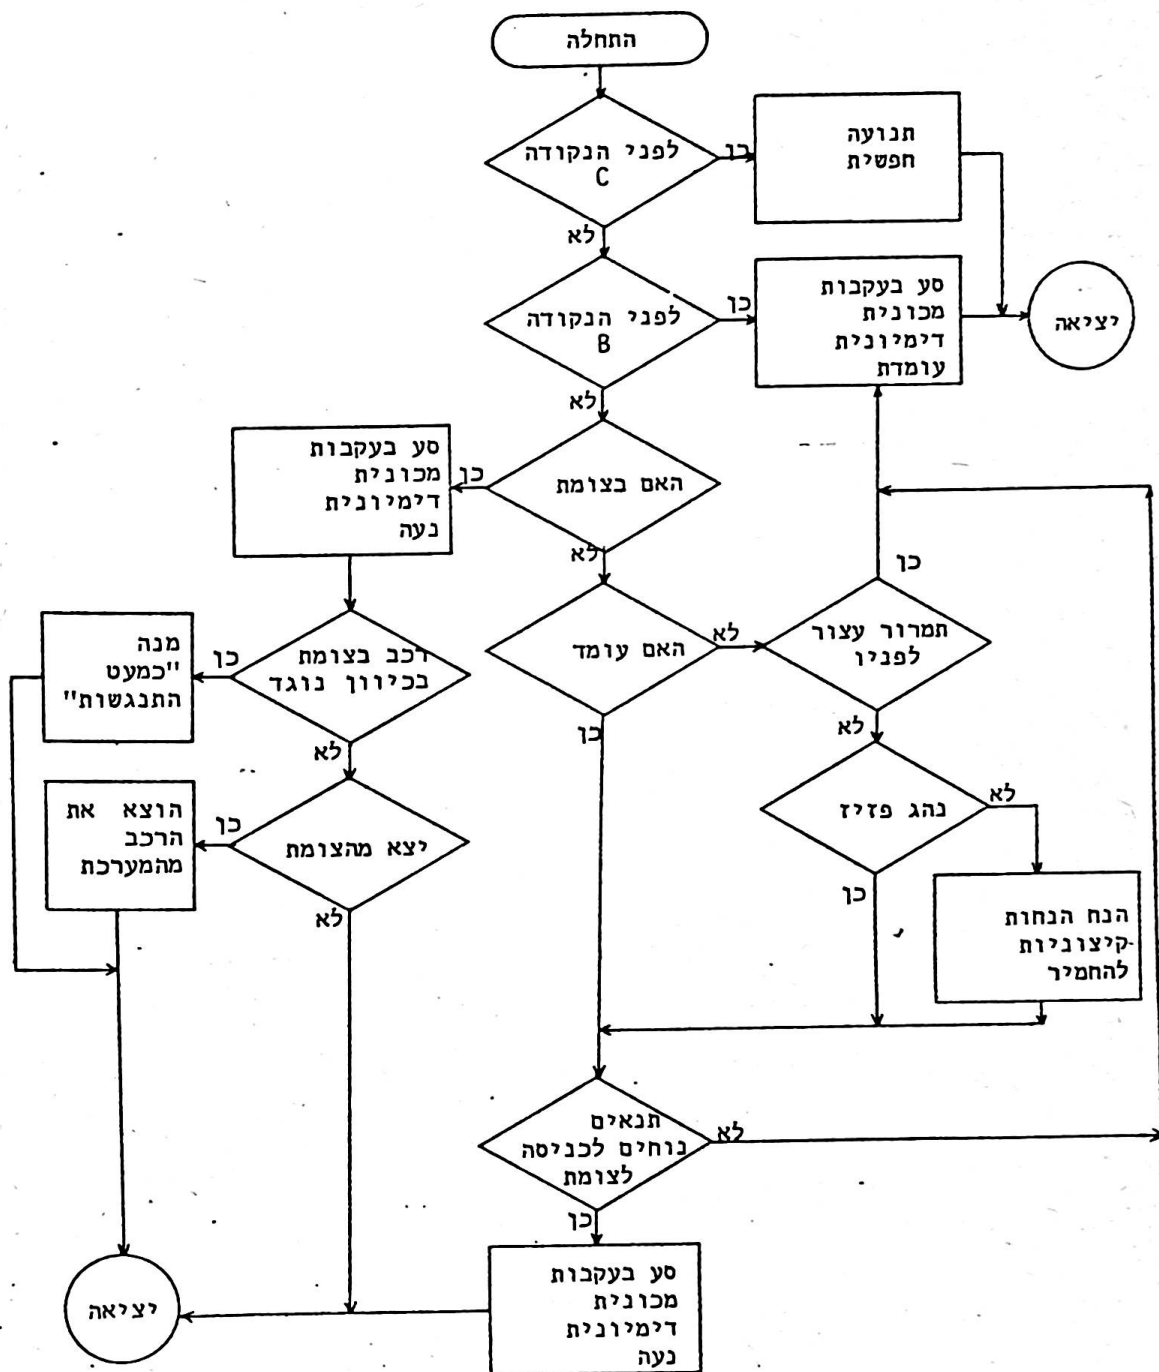 התחלה
לפני הנקודה
C
כן
תנועה
חפשית
לא
לפני הנקודה
B
כן
סע בעקבות
מכונית
דימיונית
עומדת
יציאה
לא
האם בצומת
כן
סע בעקבות
מכונית
דימיונית
נעה
לא
האם עומד
לא
תמרור עצור
לפניו
כן
רכב בצומת
בכיוון נוגד
כן
מנה
"כמעט
התנגשות"
כן
לא
לא
נהג פזיז
לא
יצא מהצומת
כן
הוצא את
הרכב
מהמערכת
לא
כן
הנח הנחות
קיצוניות-
להחמיר
תנאים
נוחים לכניסה
לצומת
לא
כן
סע בעקבות
מכונית
דימיונית
נעה
יציאה